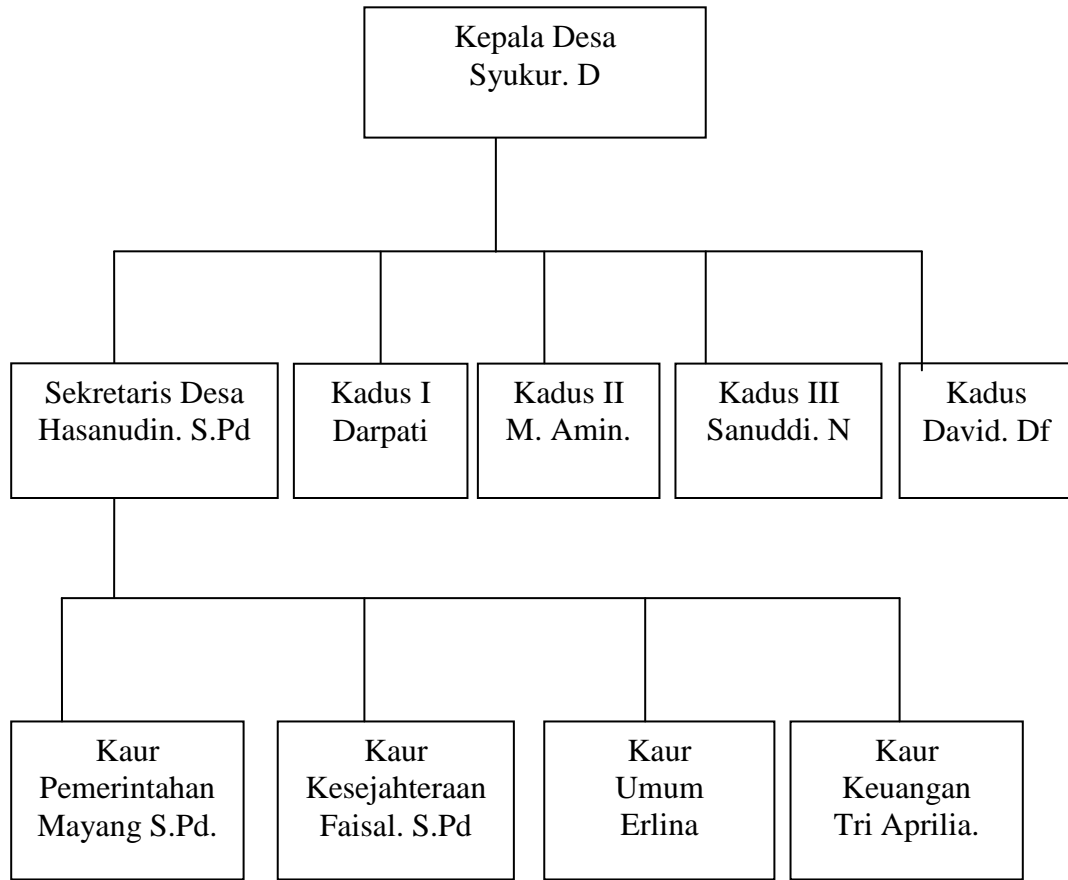 Kepala Desa
Syukur. D
Sekretaris Desa
Hasanudin. S.Pd
Kadus I
Darpati
Kadus II
M. Amin.
Kadus III
Sanuddi. N
Kadus
David. Df
Kaur
Pemerintahan
Mayang S.Pd.
Kaur
Kesejahteraan
Faisal. S.Pd
Kaur
Umum
Erlina
Kaur
Keuangan
Tri Aprilia.